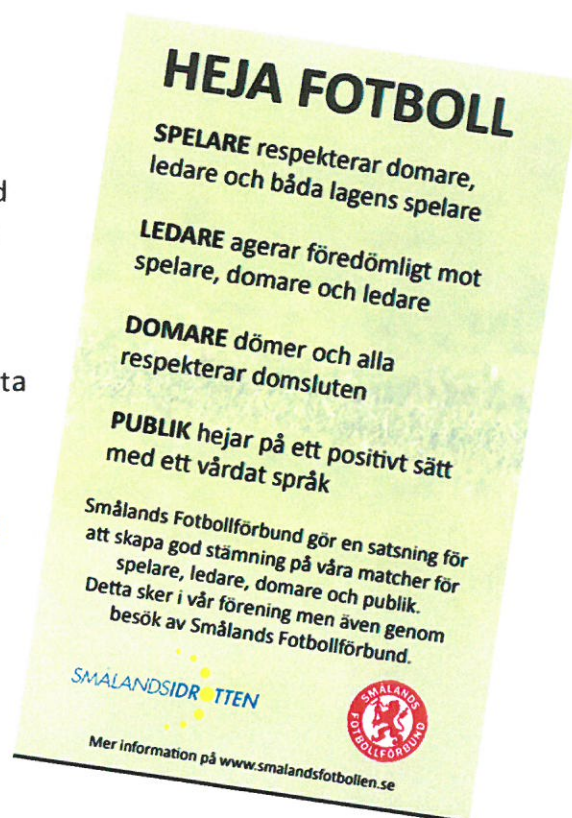 HEJA FOTBOLL
SPELARE respekterar domare,
ledare och båda lagens spelare
LEDARE agerar föredömligt mot
spelare, domare och ledare
DOMARE dömer och alla
respekterar domsluten
PUBLIK hejar på ett positivt sätt
med ett vårdat språk
Smålands Fotbollförbund gör en satsning för
att skapa god stämning på våra matcher för
spelare, ledare, domare och publik.
Detta sker i vår förening men även genom
besök av Smålands Fotbollförbund.
SMÅLANDSIDROTTEN
SMÅLANDS
FOTBOLLFÖRBUND
Mer information på www.smalandsfotbollen.se